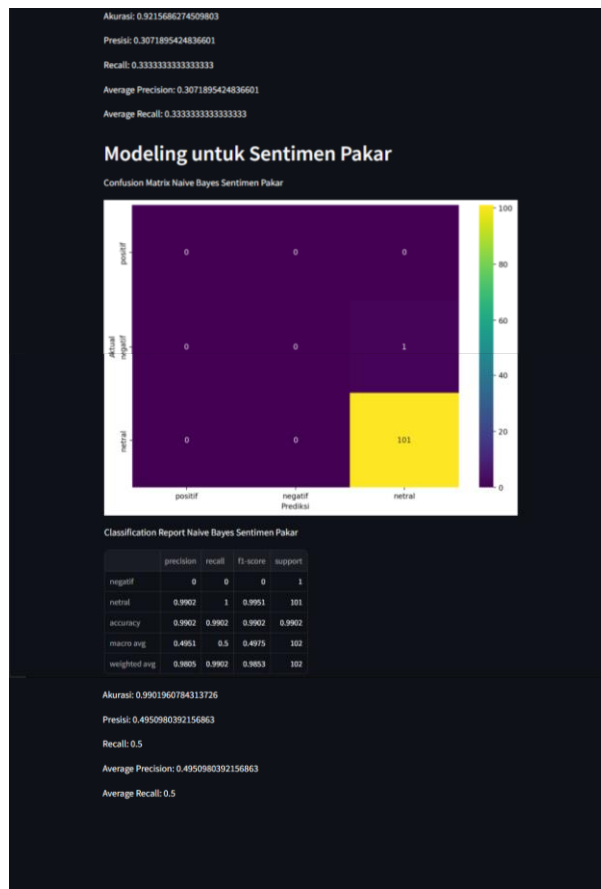 Akurasi: 0.9215686274509803
Presisi: 0.3071895424836601
Recall: 0.3333333333333333
Average Precision: 0.3071895424836601
Average Recall: 0.3333333333333333
Modeling untuk Sentimen Pakar
Confusion Matrix Naive Bayes Sentimen Pakar
positif 0 0 0
Aktual
negatif 0 0 1
netral 0 0 101
positif negatif netral
Prediksi
100
80
60
40
20
0
Classification Report Naive Bayes Sentimen Pakar
precision recall f1-score support
negatif 0 0 0 1
netral 0.9902 1 0.9951 101
accuracy 0.9902 0.9902 0.9902 0.9902
macro avg 0.4951 0.5 0.4975 102
weighted avg 0.9805 0.9902 0.9853 102
Akurasi: 0.9901960784313726
Presisi: 0.4950980392156863
Recall: 0.5
Average Precision: 0.4950980392156863
Average Recall: 0.5